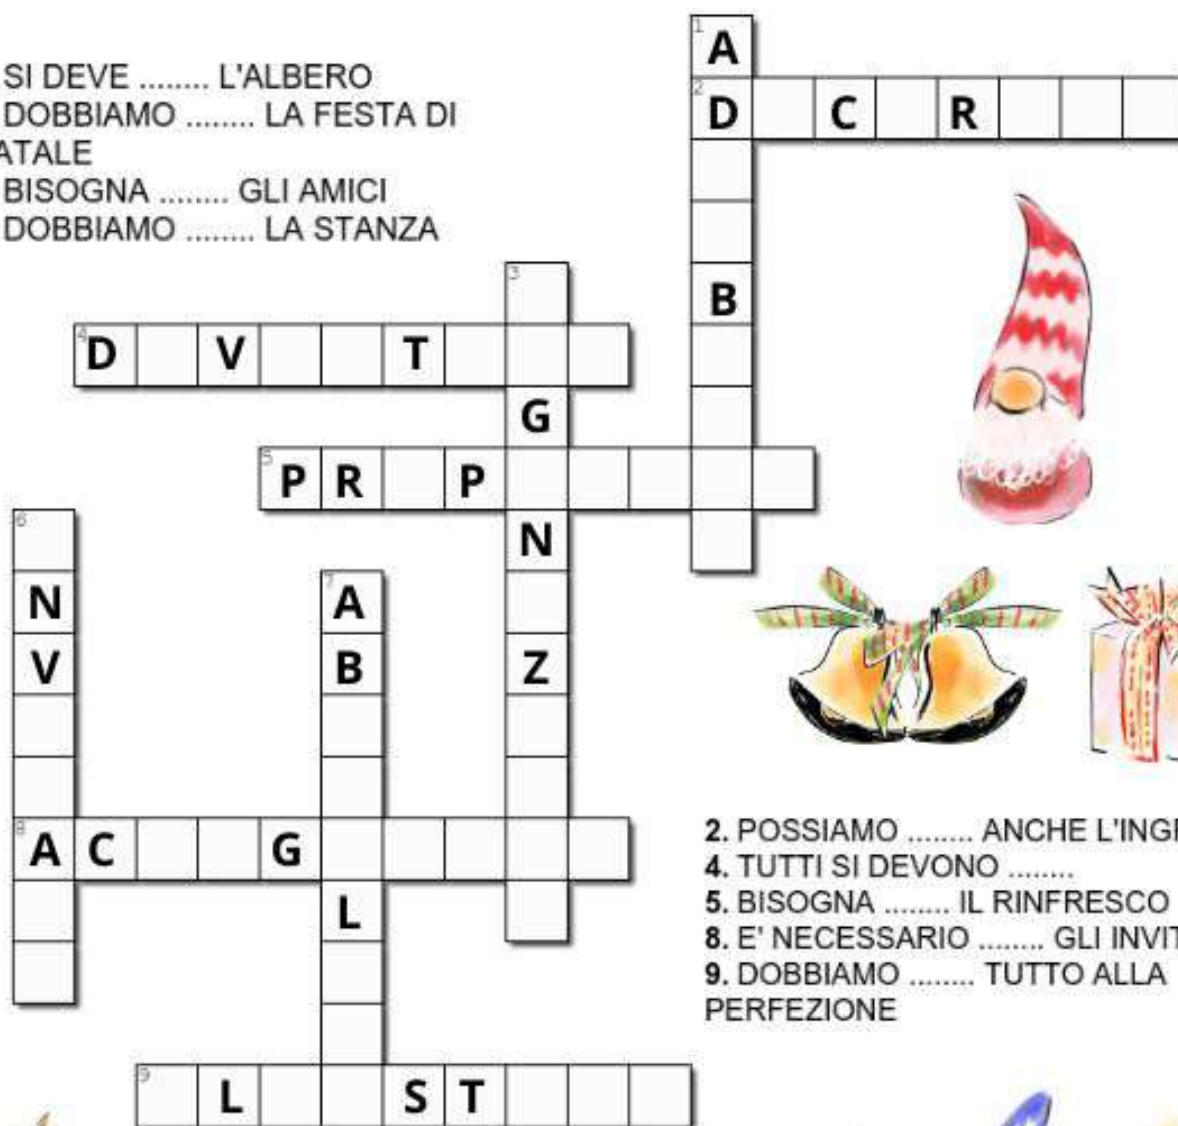 SI DEVE ........ L'ALBERO
DOBBIAMO ........ LA FESTA DI
ATALE
BISOGNA ........ GLI AMICI
DOBBIAMO ........ LA STANZA
1 A
2 D C R
3
B
4 D V T
G
5 P R P
6
N
N
7 A
V
B
Z
8 A C G
L
9 L S T
2. POSSIAMO ........ ANCHE L'INGR
4. TUTTI SI DEVONO ........
5. BISOGNA ........ IL RINFRESCO
8. E' NECESSARIO ........ GLI INVIT
9. DOBBIAMO ........ TUTTO ALLA
PERFEZIONE